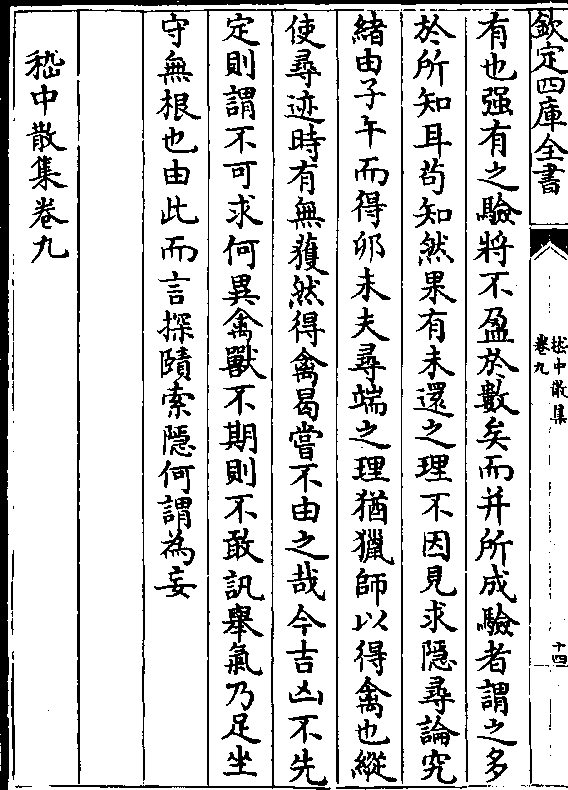 欽定四庫全書
嵇中散集
卷九
十四
有也强有之驗將不盈於數矣而并所成驗者謂之多
於所知耳苟知然果有未還之理不因見求隱尋論究
緒由子午而得卯未夫尋端之理猶獵師以得禽也縱
使尋迹時有無獲然得禽曷嘗不由之哉今吉凶不先
定則謂不可求何異禽獸不期則不敢訊舉氣乃足坐
守無根也由此而言探賾索隱何謂為妄
嵇中散集卷九